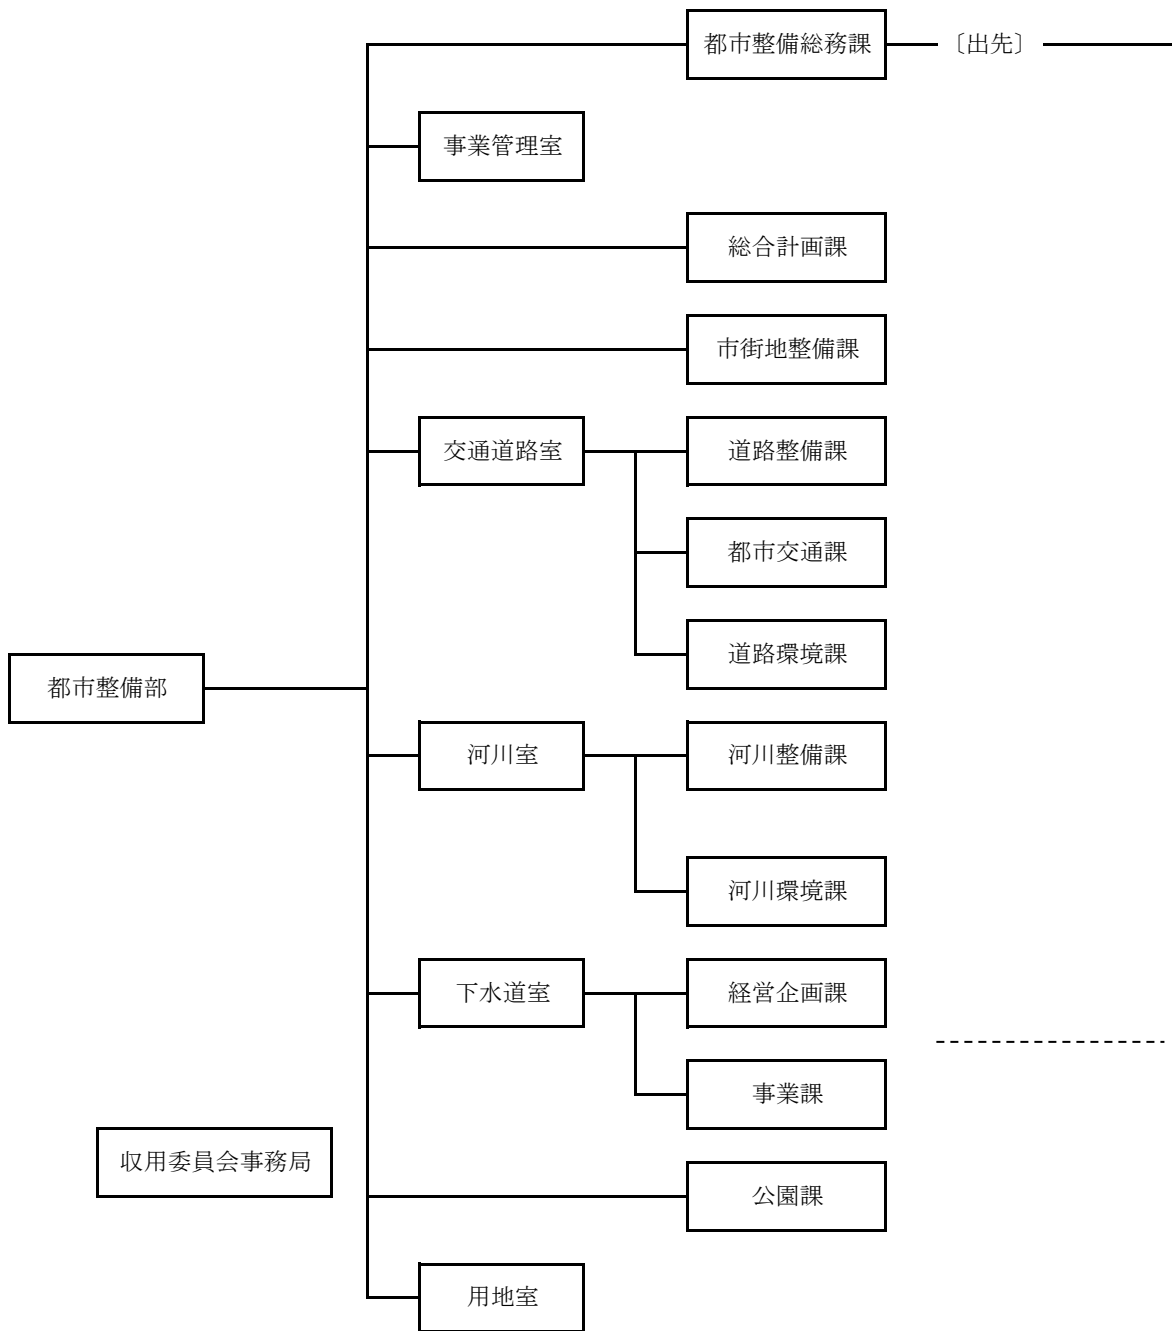 都市整備総務課
〔出先〕
事業管理室
総合計画課
市街地整備課
交通道路室
道路整備課
都市交通課
道路環境課
都市整備部
河川室
河川整備課
河川環境課
下水道室
経営企画課
事業課
収用委員会事務局
公園課
用地室